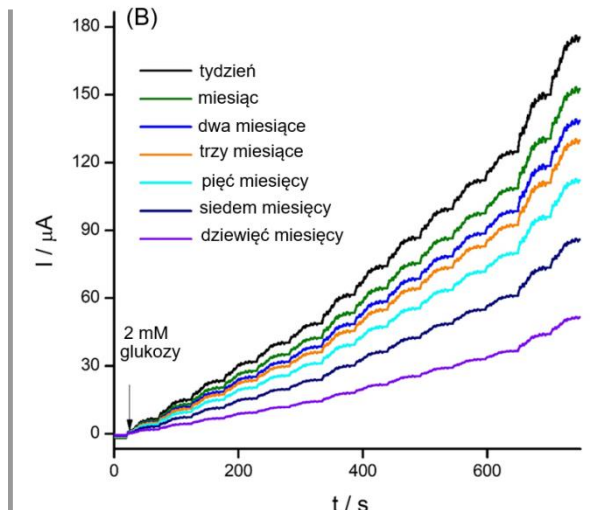 (B)
180
150
120
90
60
30
0
I / μA
tydzień
miesiąc
dwa miesiące
trzy miesiące
pięć miesięcy
siedem miesięcy
dziewięć miesięcy
2 mM
glukozy
0
200
400
600
t / s